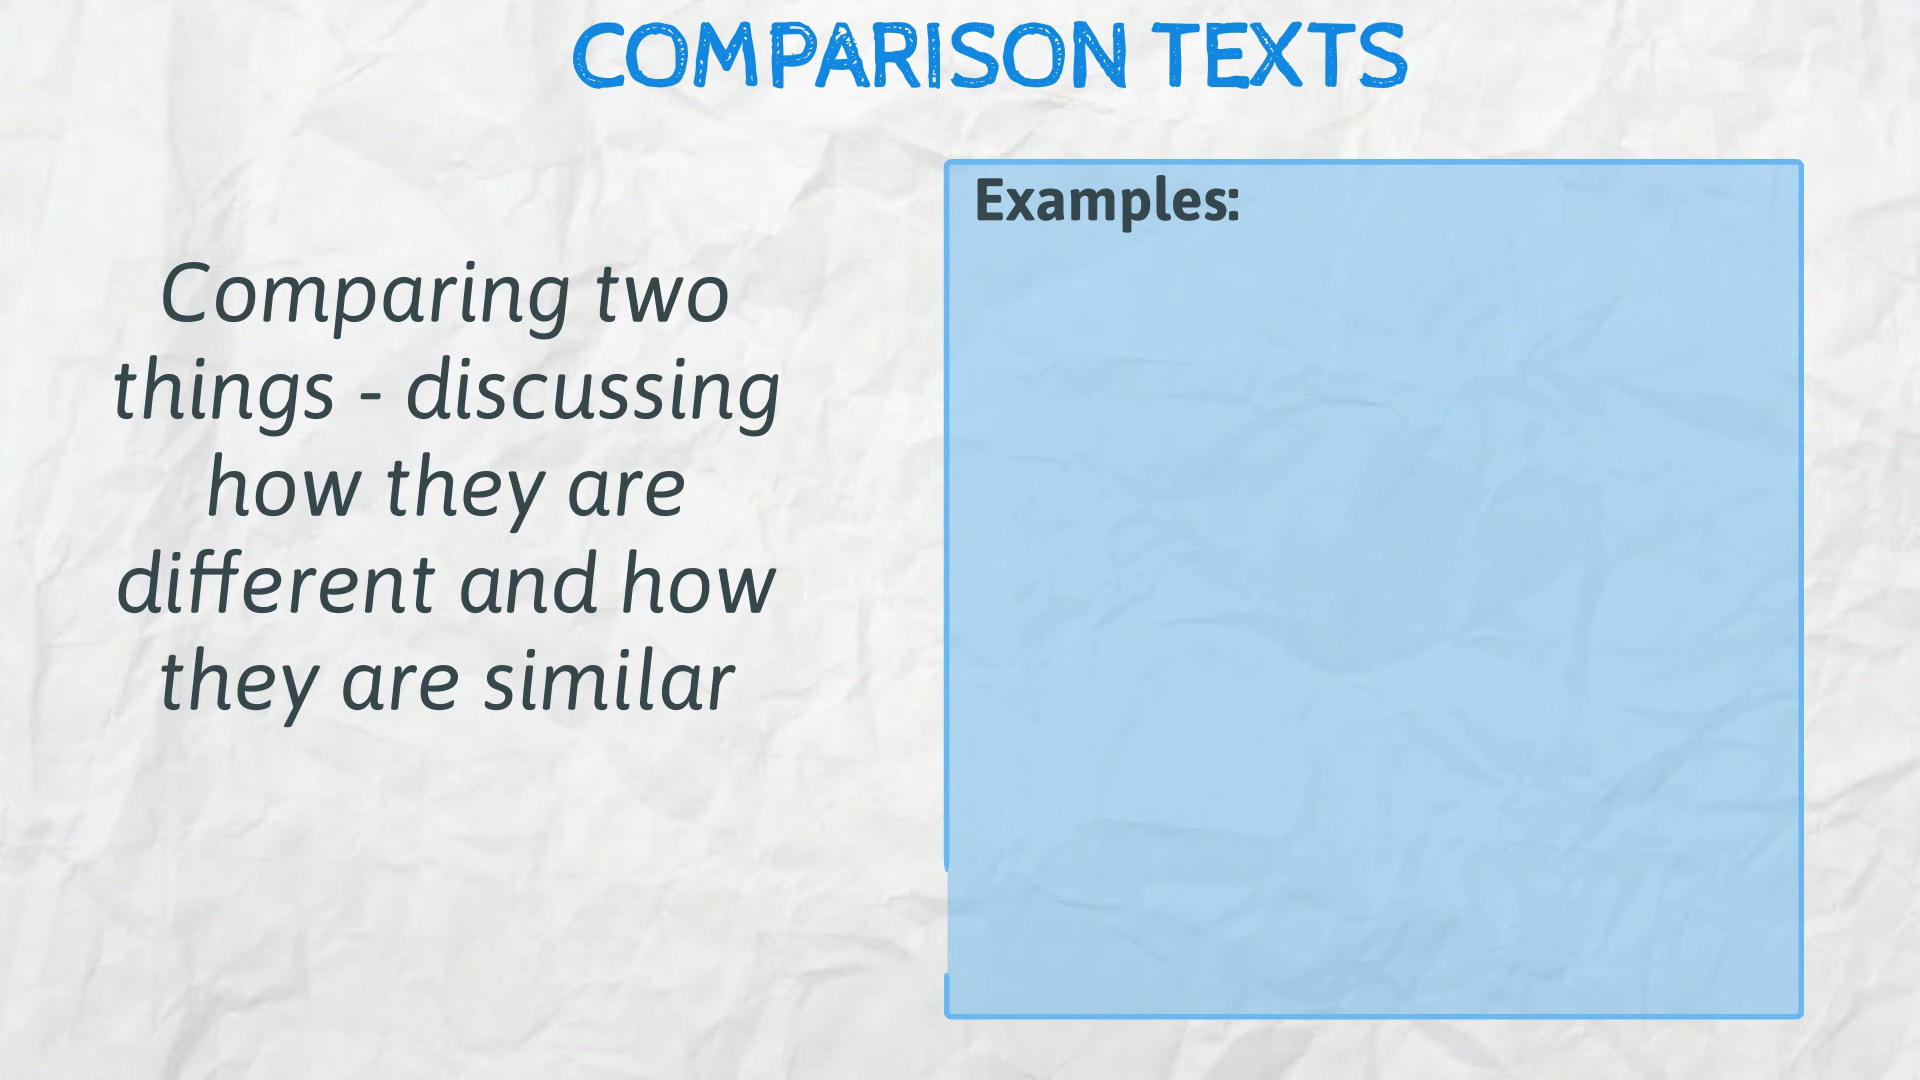 COMPARISON TEXTS
Comparing two
things - discussing
how they are
different and how
they are similar
Examples: